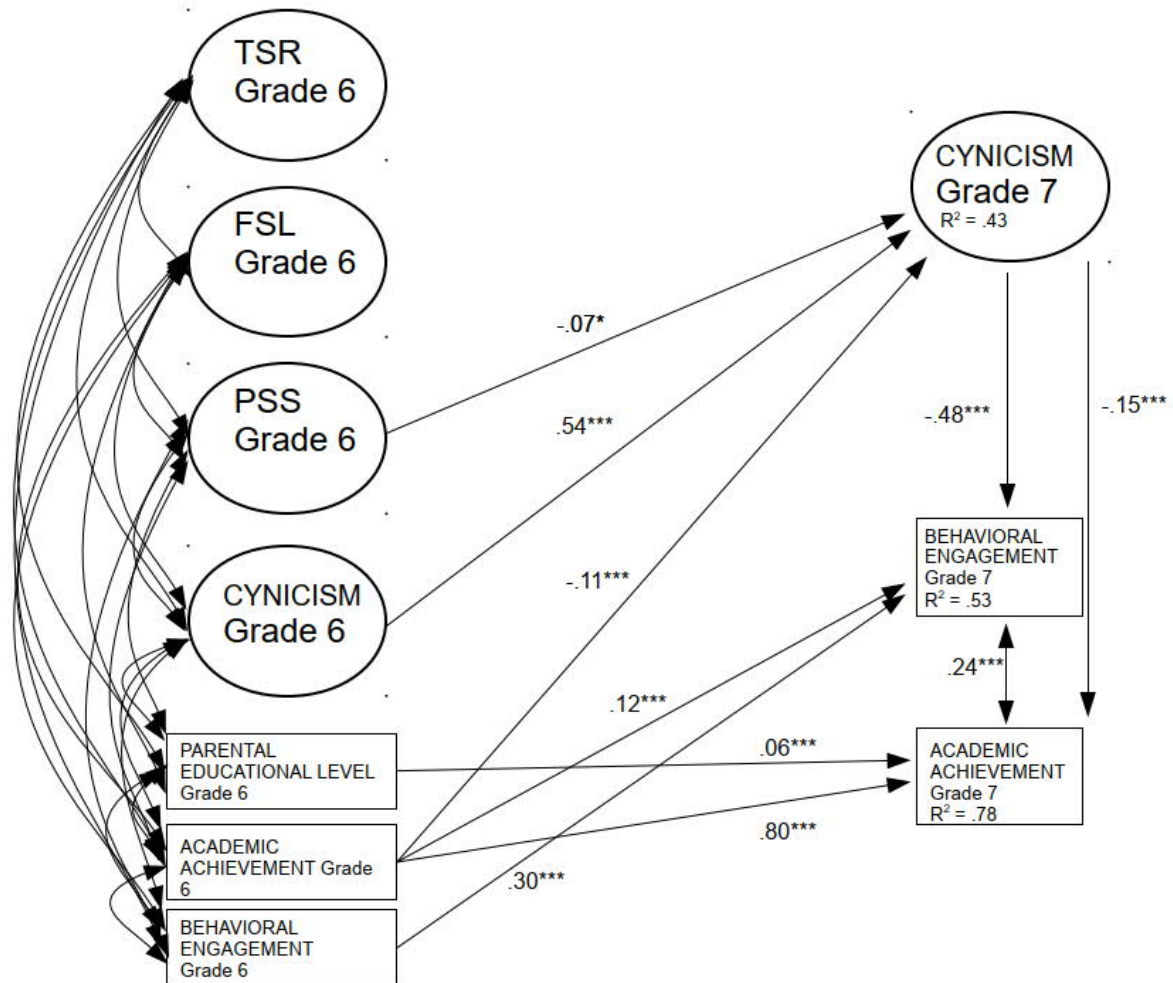 TSR
Grade 6
FSL
Grade 6
PSS
Grade 6
CYNICISM
Grade 6
PARENTAL
EDUCATIONAL LEVEL
Grade 6
ACADEMIC
ACHIEVEMENT Grade
6
BEHAVIORAL
ENGAGEMENT
Grade 6
-.07*
.54***
-.11***
.12***
.06***
.80***
.30***
CYNICISM
Grade 7
R² = .43
-.48***
-.15***
BEHAVIORAL
ENGAGEMENT
Grade 7
R² = .53
.24***
ACADEMIC
ACHIEVEMENT
Grade 7
R² = .78